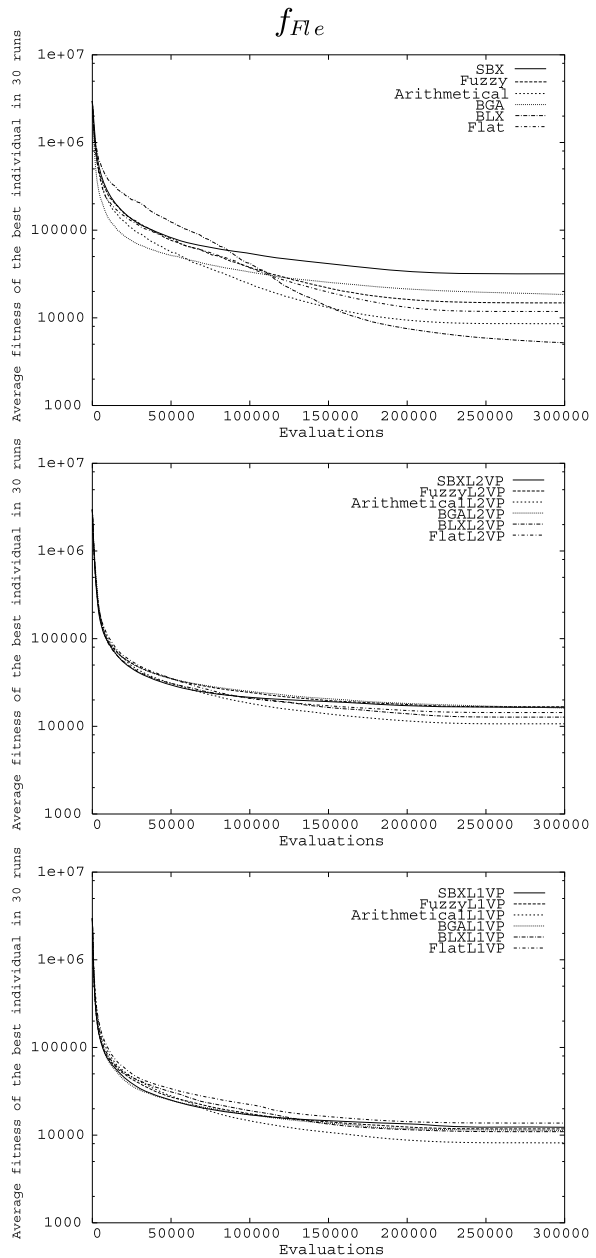 fFle
Average fitness of the best individual in 30 runs
1e+07
1e+06
100000
10000
1000
SBX
Fuzzy
Arithmetical
BGA
BLX
Flat
0 50000 100000 150000 200000 250000 300000
Evaluations
Average fitness of the best individual in 30 runs
1e+07
1e+06
100000
10000
1000
SBXL2VP
FuzzyL2VP
ArithmeticalL2VP
BGAL2VP
BLXL2VP
FlatL2VP
0 50000 100000 150000 200000 250000 300000
Evaluations
Average fitness of the best individual in 30 runs
1e+07
1e+06
100000
10000
1000
SBXL1VP
FuzzyL1VP
ArithmeticalL1VP
BGAL1VP
BLXL1VP
FlatL1VP
0 50000 100000 150000 200000 250000 300000
Evaluations